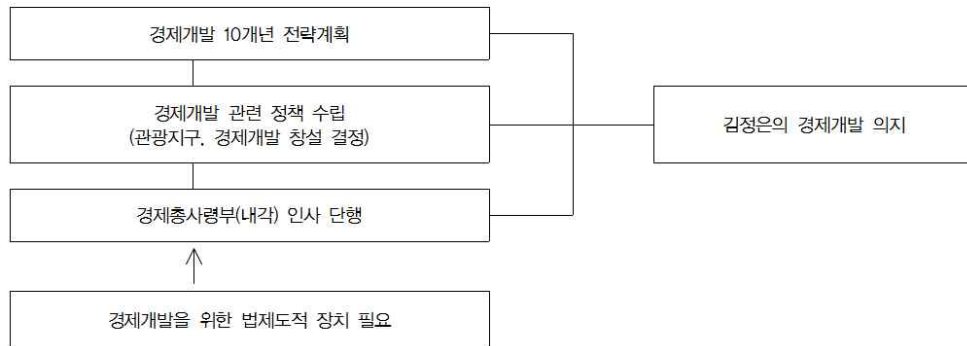 경제개발 10개년 전략계획
경제개발 관련 정책 수립
(관광지구, 경제개발 창설 결정)
김정은의 경제개발 의지
경제총사령부(내각) 인사 단행
경제개발을 위한 법제도적 장치 필요